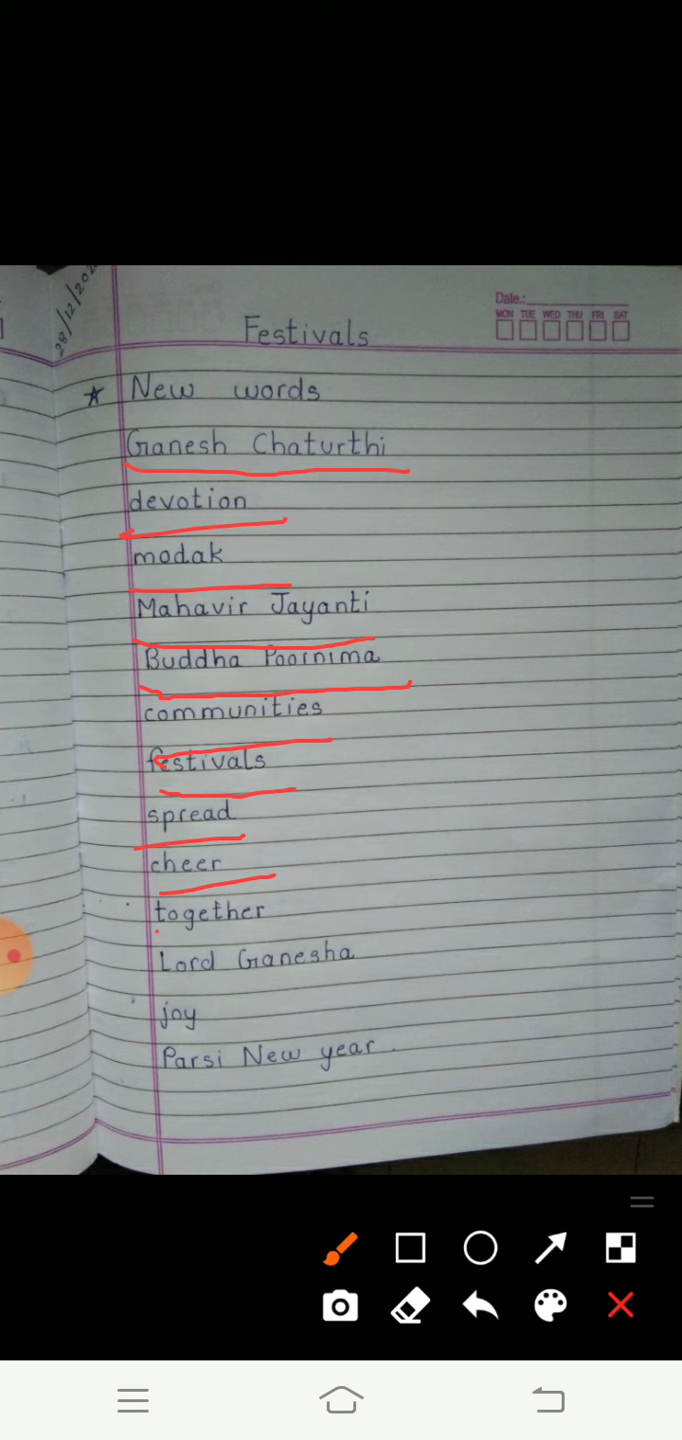 28/12/202
Date.:
MON TUE WED THU FRI SAT
Festivals
★ New words
Ganesh Chaturthi
devotion
modak
Mahavir Jayanti
Buddha Poornima
communities
festivals
spread
cheer
together
Lord Ganesha
joy
Parsi New year.